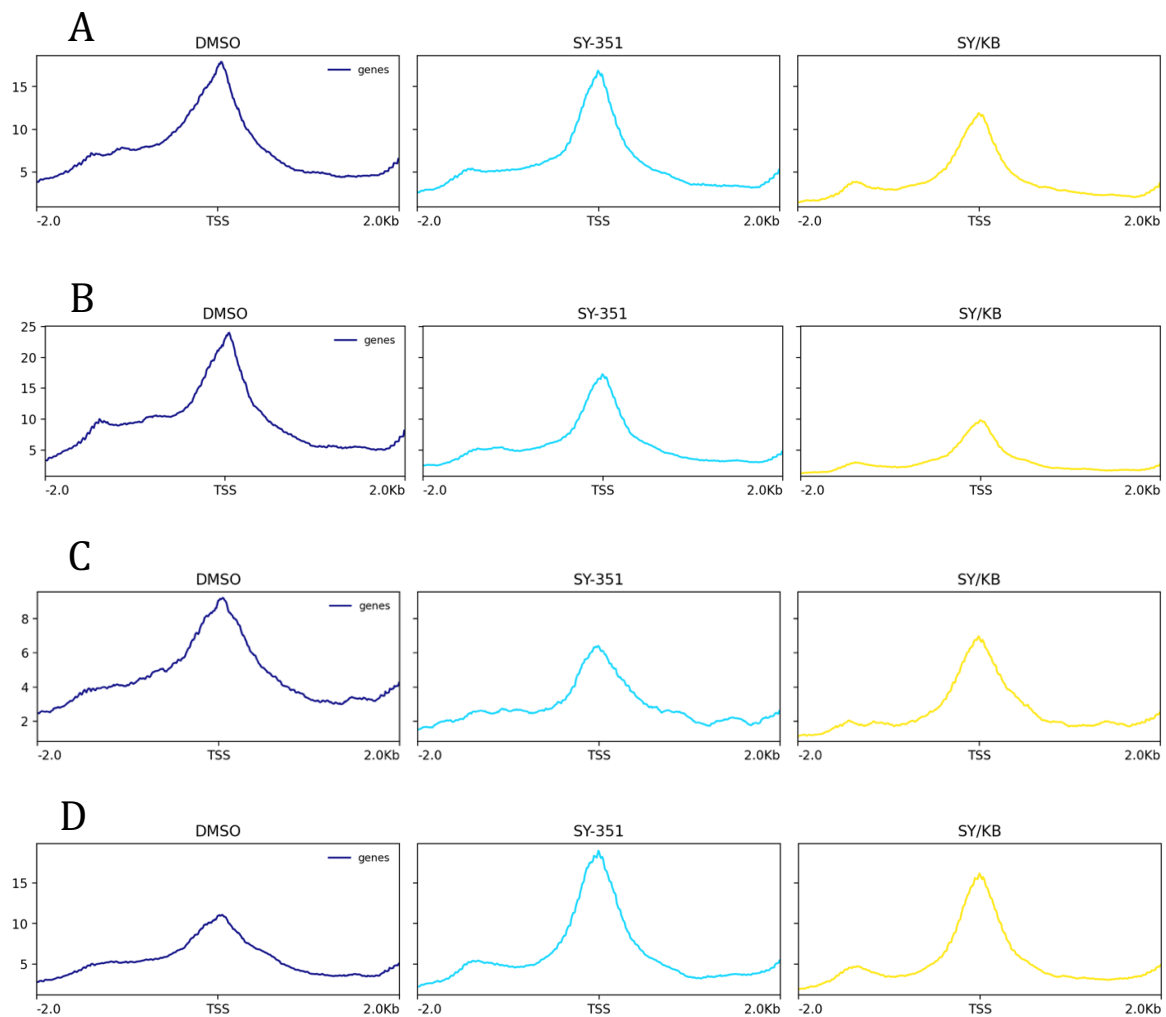 A
DMSO SY-351 SY/KB
genes
15
10
5
-2.0 TSS 2.0Kb -2.0 TSS 2.0Kb -2.0 TSS 2.0Kb
B
DMSO SY-351 SY/KB
25
genes
20
15
10
5
-2.0 TSS 2.0Kb -2.0 TSS 2.0Kb -2.0 TSS 2.0Kb
C
DMSO SY-351 SY/KB
genes
8
6
4
2
-2.0 TSS 2.0Kb -2.0 TSS 2.0Kb -2.0 TSS 2.0Kb
D
DMSO SY-351 SY/KB
genes
15
10
5
-2.0 TSS 2.0Kb -2.0 TSS 2.0Kb -2.0 TSS 2.0Kb